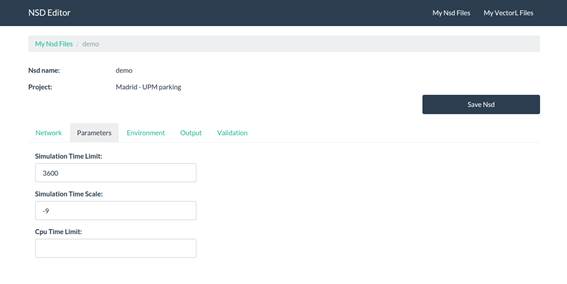 NSD Editor My Nsd Files My VectorL Files
My Nsd Files / demo
Nsd name: demo
Project: Madrid - UPM parking
Save Nsd
Network Parameters Environment Output Validation
Simulation Time Limit:
3600
Simulation Time Scale:
-9
Cpu Time Limit: